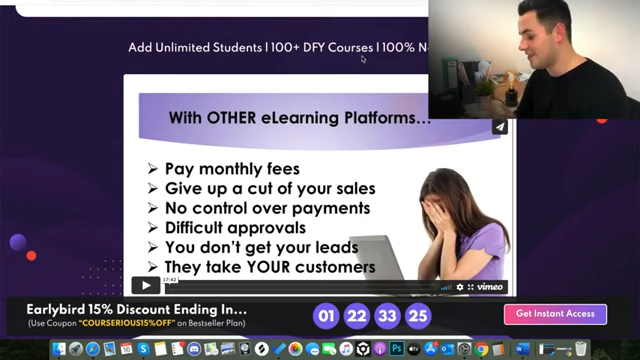 Add Unlimited Students | 100+ DFY Courses | 100%
With OTHER eLearning Platforms...
➢ Pay monthly fees
➢ Give up a cut of your sales
➢ No control over payments
➢ Difficult approvals
➢ You don't get your leads
➢ They take YOUR customers
17:42
vimeo
Earlybird 15% Discount Ending In...
(Use Coupon "COURSERIOUS15%OFF" on Bestseller Plan)
01 22 33 25
Get Instant Access